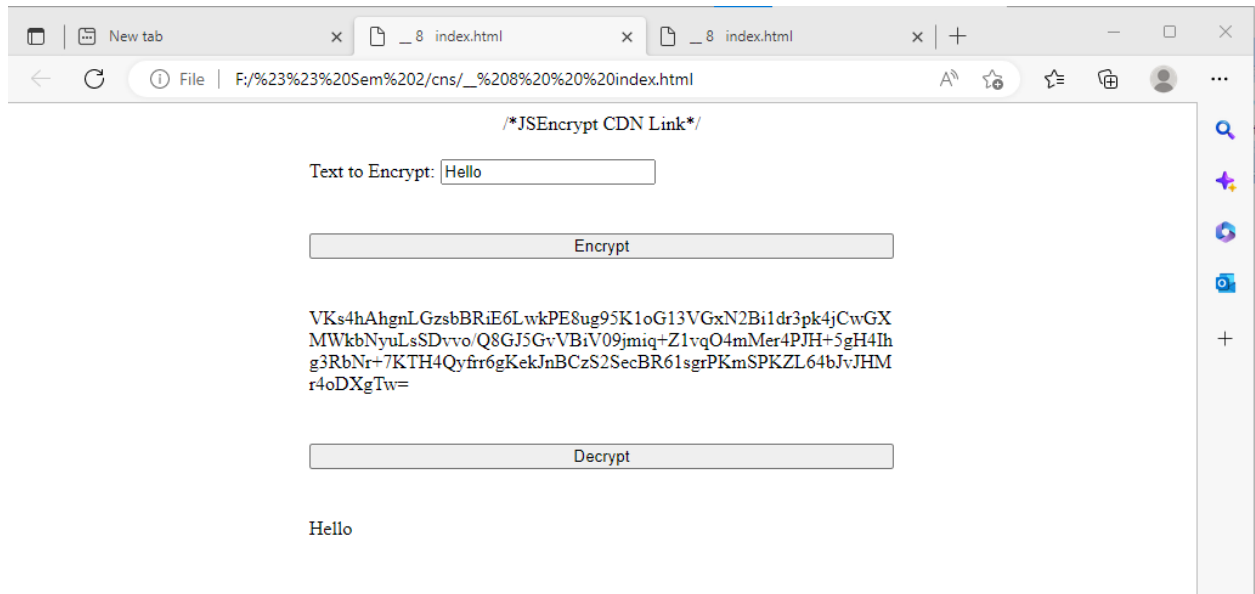 New tab
__ 8 index.html
__ 8 index.html
File
F:/%23%23%20Sem%202/cns/__%208%20%20%20index.html
/*JSEncrypt CDN Link*/
Text to Encrypt: Hello
Encrypt
VKs4hAhgnLGzsbBRiE6LwkPE8ug95K1oG13VGxN2Bi1dr3pk4jCwGX
MWkbNyuLsSDvvo/Q8GJ5GvVBiV09jmiq+Z1vqO4mMer4PJH+5gH4Ih
g3RbNr+7KTH4Qyfrr6gKekJnBCzS2SecBR61sgrPKmSPKZL64bJvJHM
r4oDXgTw=
Decrypt
Hello